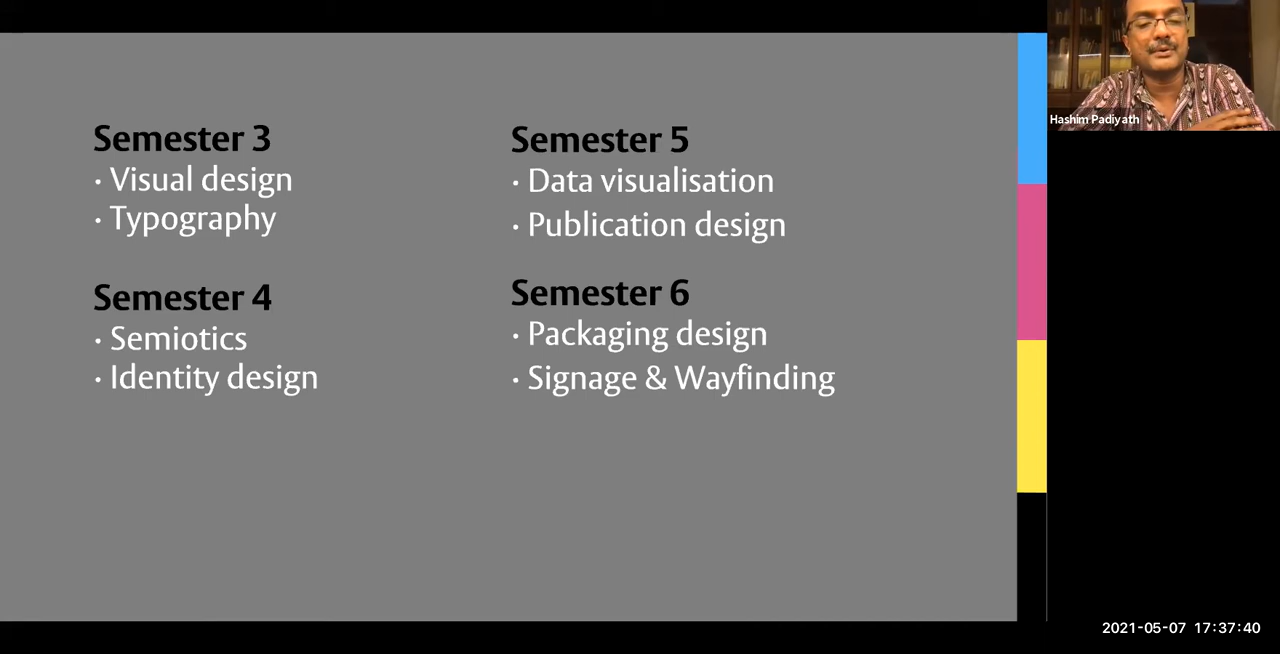 Semester 3
· Visual design
· Typography
Semester 4
· Semiotics
· Identity design
Semester 5
· Data visualisation
· Publication design
Semester 6
· Packaging design
· Signage & Wayfinding
Hashim Padiyath
2021-05-07 17:37:40